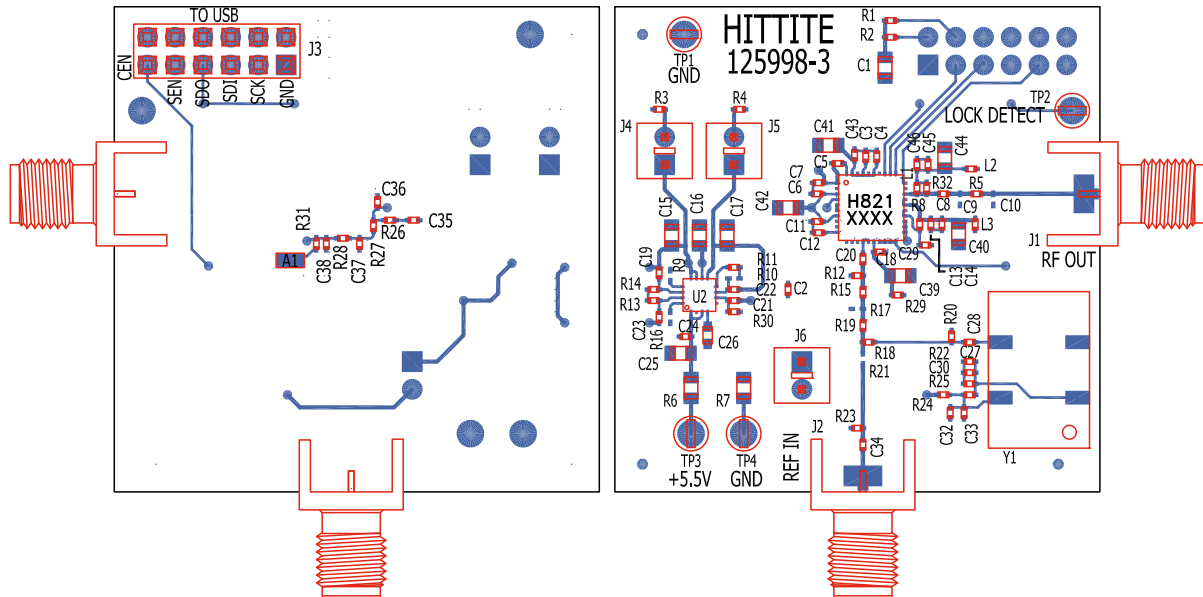 TO USB
J3
CEN
SEN
SDO
SDI
SCK
GND
C36
C35
R26
R31
R27
R28
C38
C37
A1
HITTITE
125998-3
TP1
GND
R1
R2
C1
TP2
LOCK DETECT
R3
R4
J4
J5
C41
C43
C3
C4
C5
C7
C6
C42
C11
C12
H821
XXXX
L1
C46
C45
C44
L2
R32
R5
R8
C8
C9
C10
L3
C40
J1
RF OUT
C13
C14
C29
C18
C39
R29
C20
R12
R15
R17
R19
R18
R21
R20
C28
R22
C27
C30
R25
R24
C32
C33
Y1
C15
C16
C17
C19
R9
R11
R10
R14
R13
U2
C22
C21
R30
C2
C23
R16
C24
C25
C26
J6
R6
R7
TP3
+5.5V
TP4
GND
REF IN
J2
R23
C34